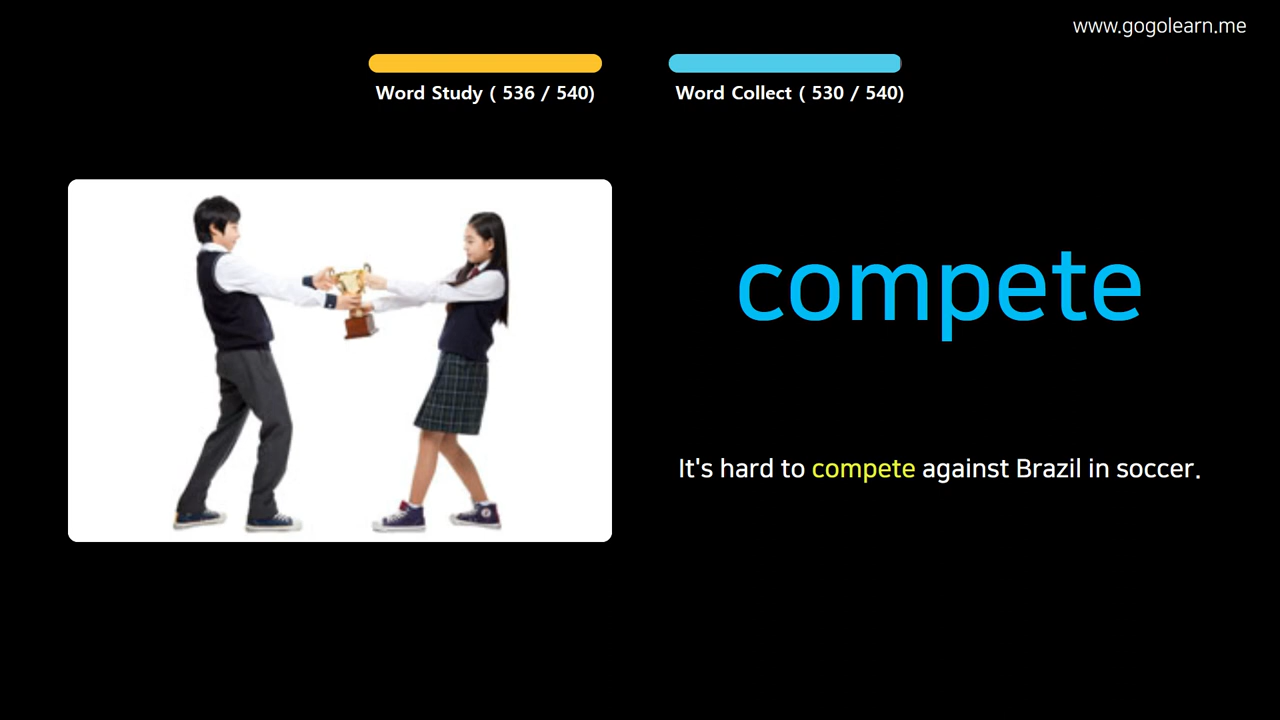 www.gogolearn.me
Word Study ( 536 / 540)
Word Collect ( 530 / 540)
compete
It's hard to compete against Brazil in soccer.